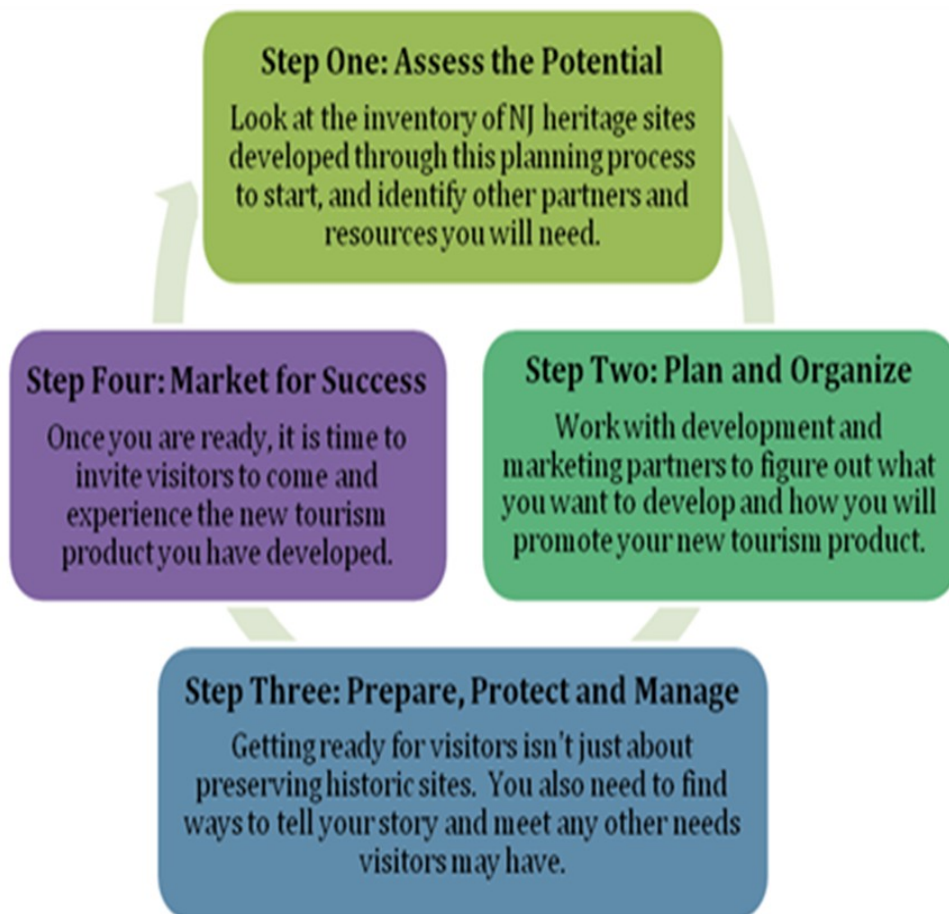 Step One: Assess the Potential
Look at the inventory of NJ heritage sites
developed through this planning process
to start, and identify other partners and
resources you will need.
Step Two: Plan and Organize
Work with development and
marketing partners to figure out what
you want to develop and how you will
promote your new tourism product.
Step Three: Prepare, Protect and Manage
Getting ready for visitors isn't just about
preserving historic sites.  You also need to find
ways to tell your story and meet any other needs
visitors may have.
Step Four: Market for Success
Once you are ready, it is time to
invite visitors to come and
experience the new tourism
product you have developed.